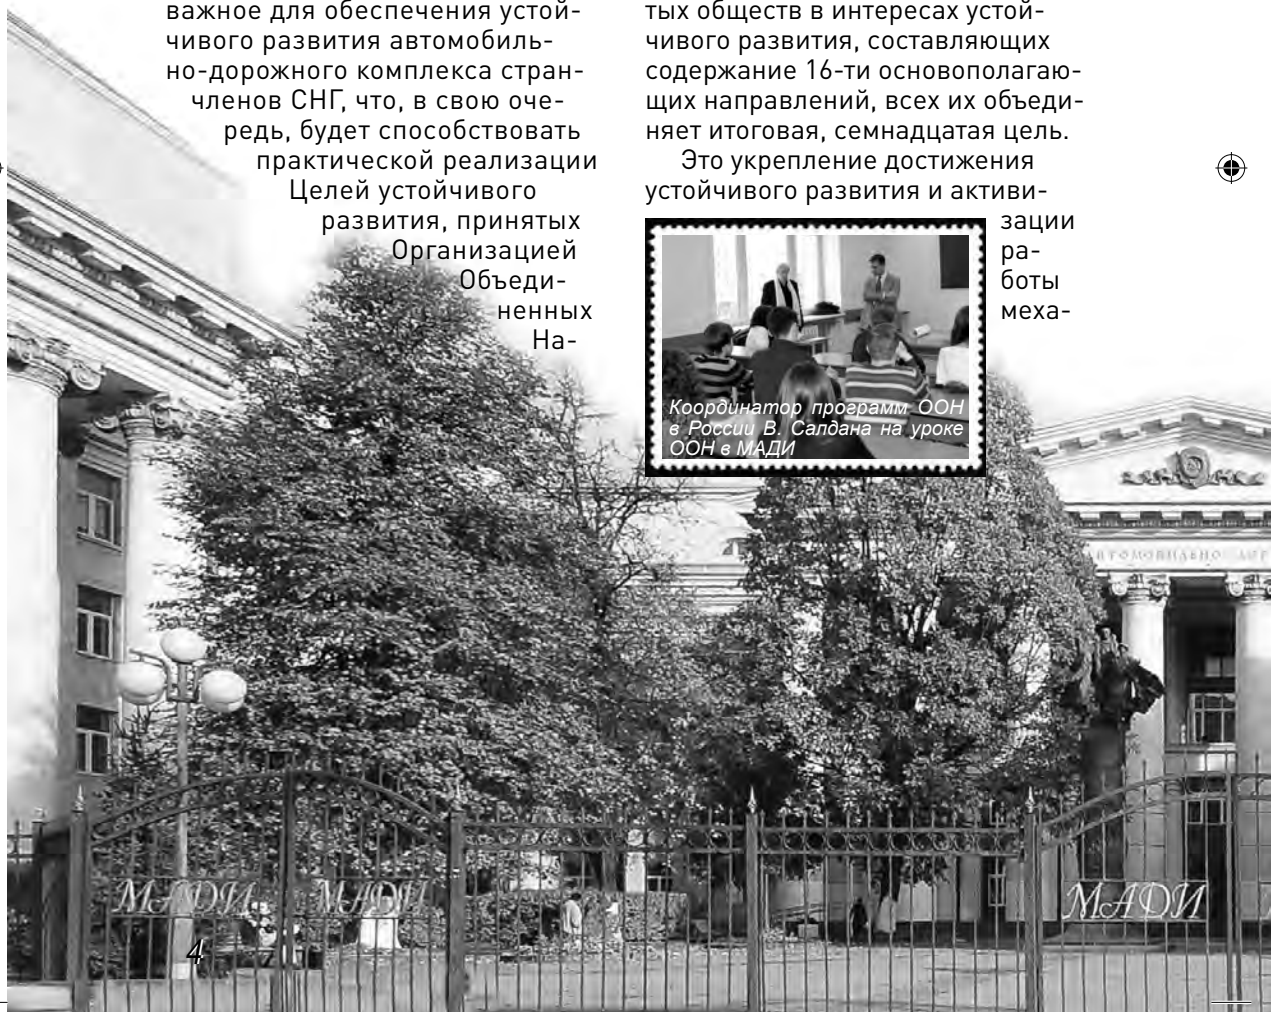 важное для обеспечения устой-
чивого развития автомобиль-
но-дорожного комплекса стран-
членов СНГ, что, в свою оче-
редь, будет способствовать
практической реализации
Целей устойчивого
развития, принятых
Организацией
Объеди-
ненных
На-
тых обществ в интересах устой-
чивого развития, составляющих
содержание 16-ти основополагаю-
щих направлений, всех их объеди-
няет итоговая, семнадцатая цель.
Это укрепление достижения
устойчивого развития и активи-
зации
ра-
боты
меха-
Координатор программ ООН
в России В. Салдана на уроке
ООН в МАДИ
АВТОМОБИЛЬНО ДОР
МАДИ МАДИ
МАДИ
4